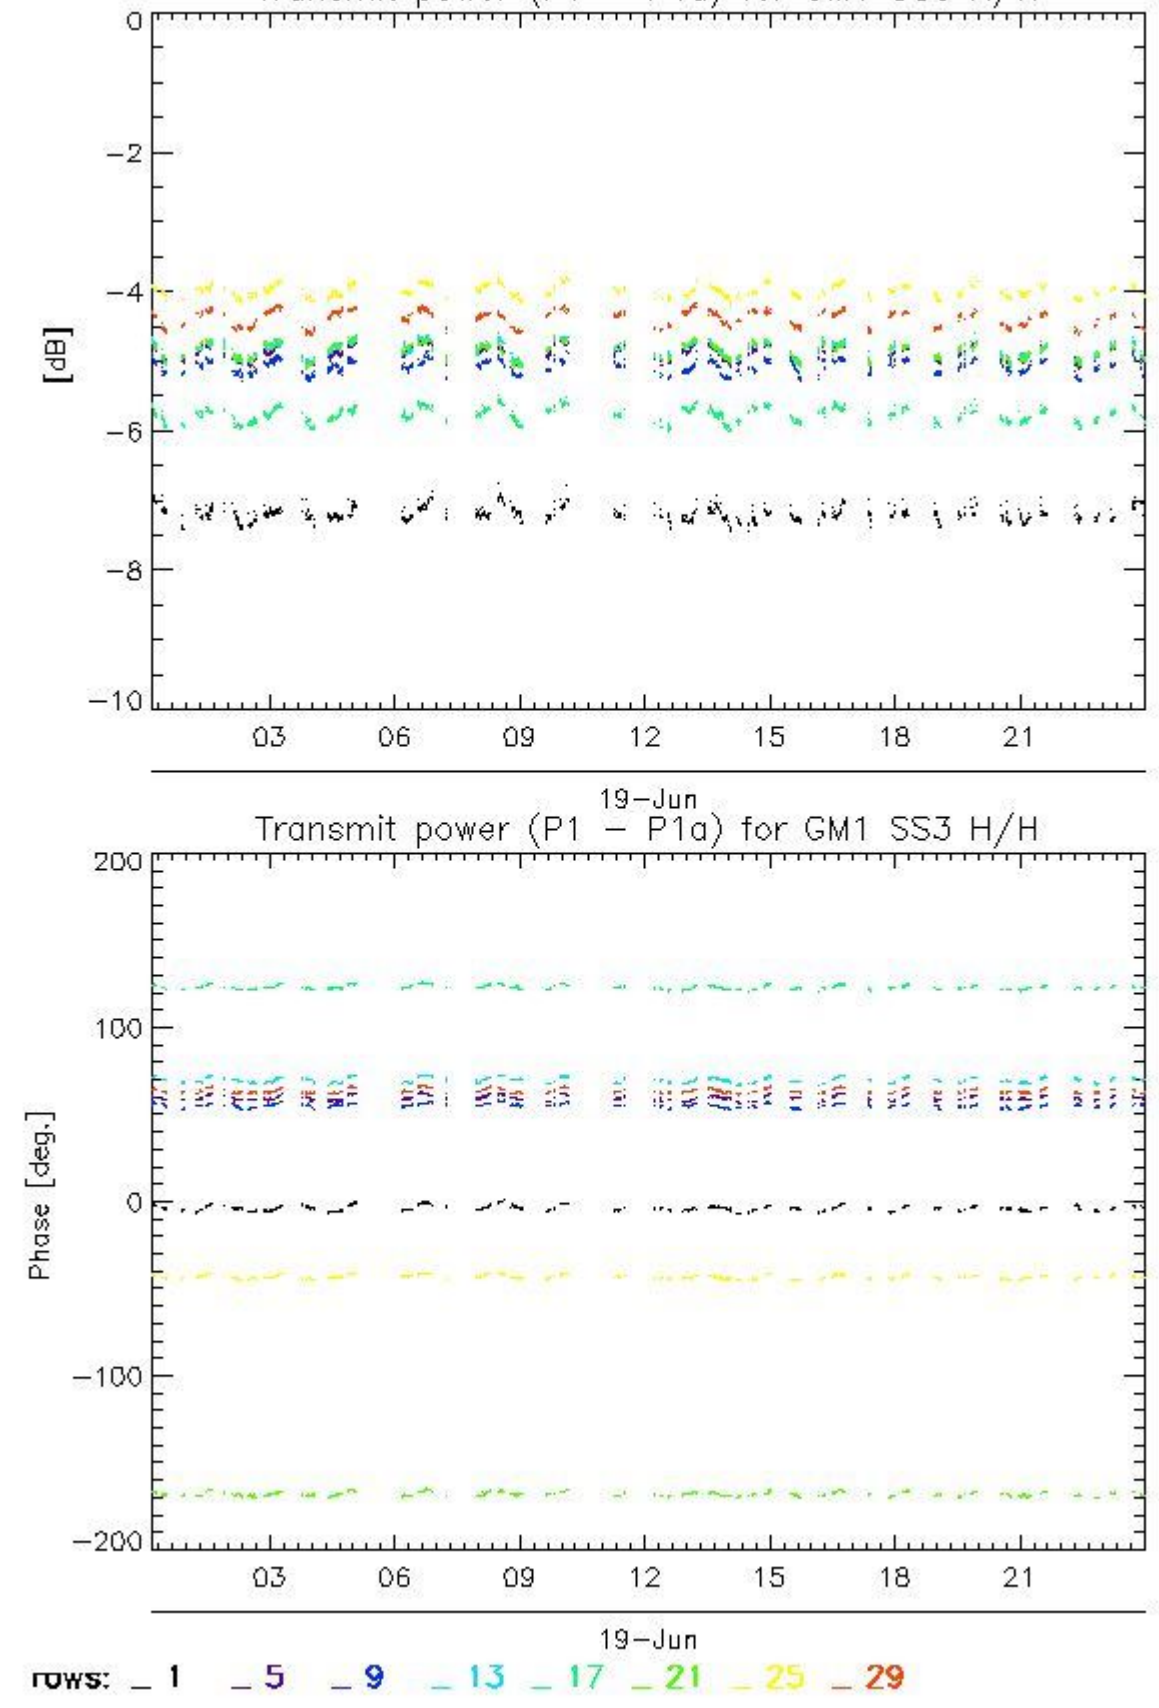 0
−2
−4
[dB]
−6
−8
−10
03 06 09 12 15 18 21
19−Jun
Transmit power (P1 − P1a) for GM1 SS3 H/H
200
100
0
Phase [deg.]
−100
−200
03 06 09 12 15 18 21
19−Jun
rows: _ 1 _ 5 _ 9 _ 13 _ 17 _ 21 _ 25 _ 29